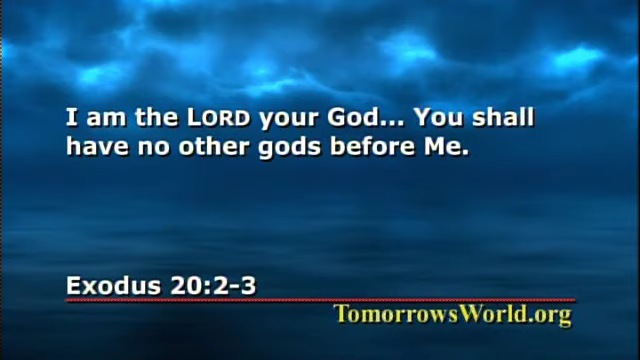 I am the LORD your God... You shall
have no other gods before Me.
Exodus 20:2-3
TomorrowsWorld.org